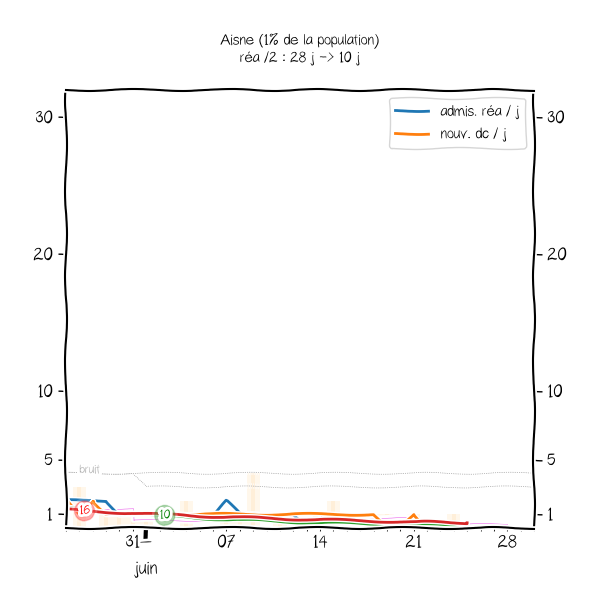 Aisne (1% de la population)
réa /2 : 28 j -> 10 j
admis. réa / j
nouv. dc / j
30 30
20 20
10 10
5 5
bruit
1 1
16
10
31 07 14 21 28
juin